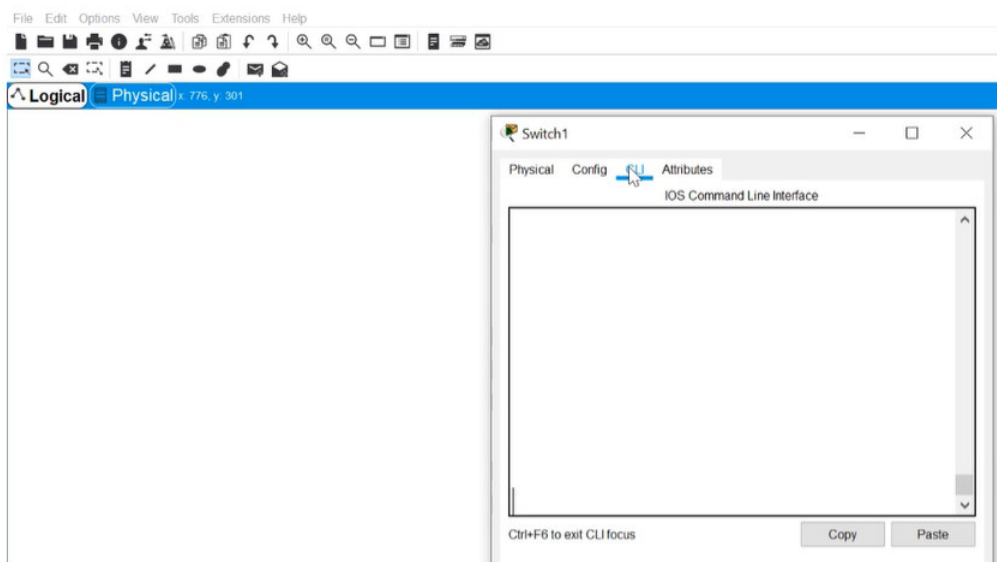 File Edit Options View Tools Extensions Help
Logical Physical x: 776, y: 301
Switch1
Physical Config CLI Attributes
IOS Command Line Interface
Ctrl+F6 to exit CLI focus
Copy Paste